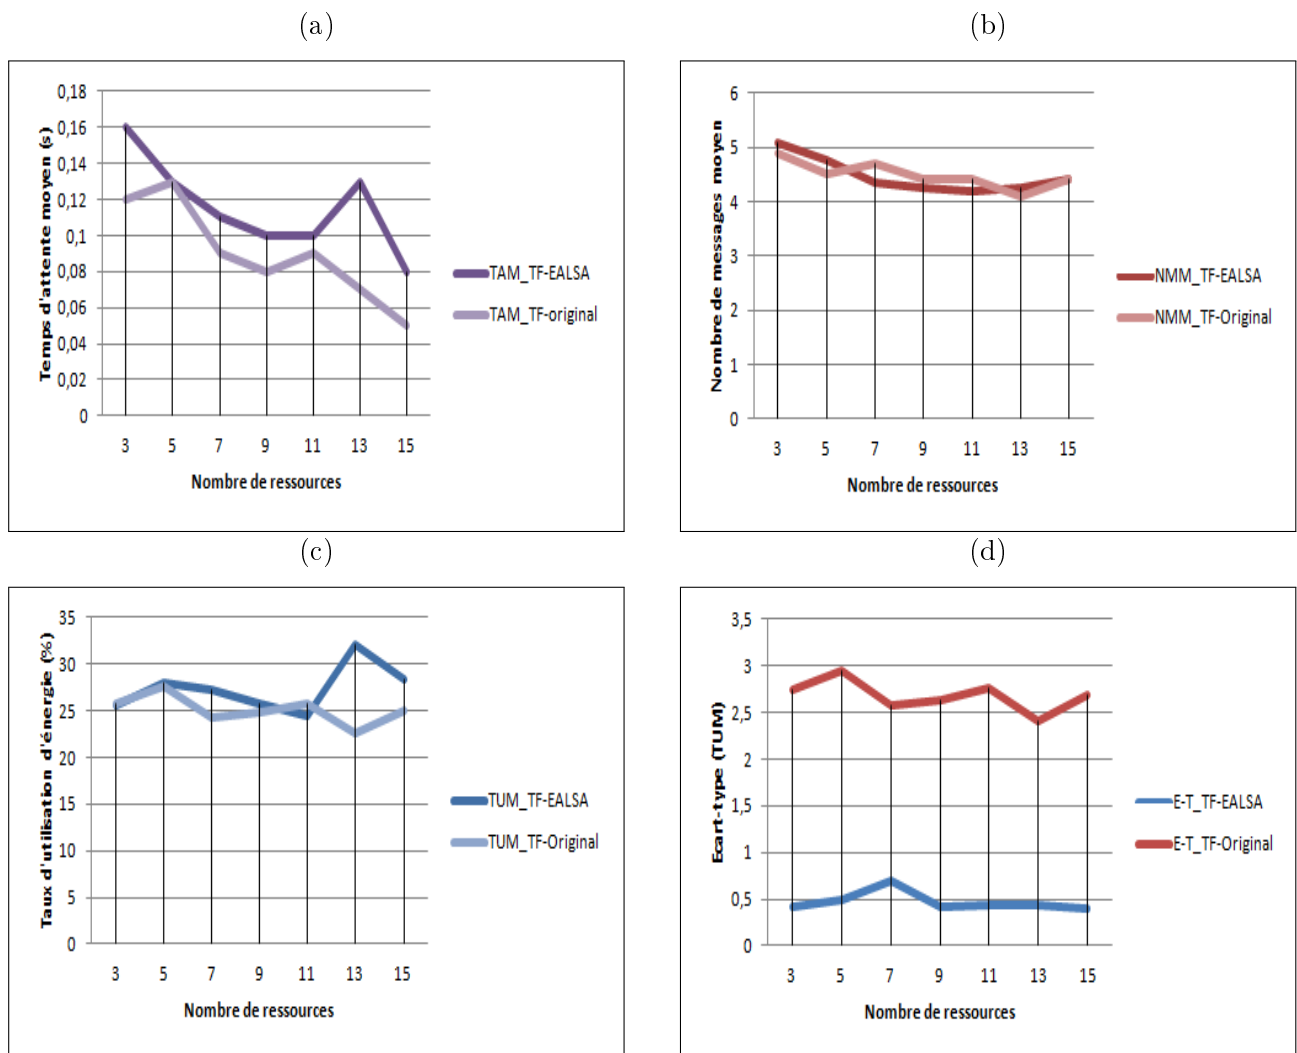 (a)
0,18
0,16
0,14
0,12
0,1
0,08
0,06
0,04
0,02
0
Temps d'attente moyen (s)
3 5 7 9 11 13 15
Nombre de ressources
TAM_TF-EALSA
TAM_TF-original
(b)
6
5
4
3
2
1
0
Nombre de messages moyen
3 5 7 9 11 13 15
Nombre de ressources
NMM_TF-EALSA
NMM_TF-Original
(c)
35
30
25
20
15
10
5
0
Taux d'utilisation d'énergie (%)
3 5 7 9 11 13 15
Nombre de ressources
TUM_TF-EALSA
TUM_TF-Original
(d)
3,5
3
2,5
2
1,5
1
0,5
0
Ecart-type (TUM)
3 5 7 9 11 13 15
Nombre de ressources
E-T_TF-EALSA
E-T_TF-Original